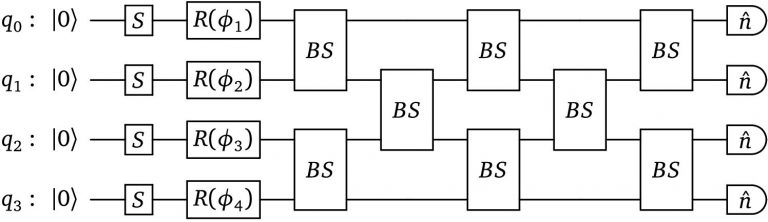 q₀ : |0⟩ S R(ϕ₁) BS BS BS n̂
q₁ : |0⟩ S R(ϕ₂) BS BS n̂
q₂ : |0⟩ S R(ϕ₃) BS BS BS n̂
q₃ : |0⟩ S R(ϕ₄) n̂